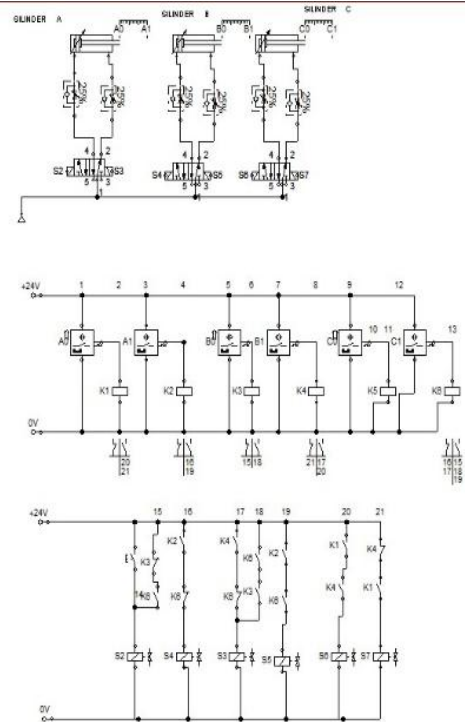 SILINDER A
SILINDER B
SILINDER C
A0 A1
B0 B1
C0 C1
25% 25% 25% 25% 25% 25%
4 2 4 2 4 2
S2 S3 S4 S5 S6 S7
5 3 5 3 5 3
1
+24V 1 2 3 4 5 6 7 8 9 10 11 12 13
A0 A1 B0 B1 C0 C1
K1 K2 K3 K4 K5 K6
0V
20 16 15 18 21 17 16 15
21 19 20 17 18
19
+24V 15 16 17 18 19 20 21
K3 K2 K4 K6 K2 K1 K4
14 K6 K6 K6 K3 K6 K4 K1
S2 S4 S3 S5 S6 S7
0V